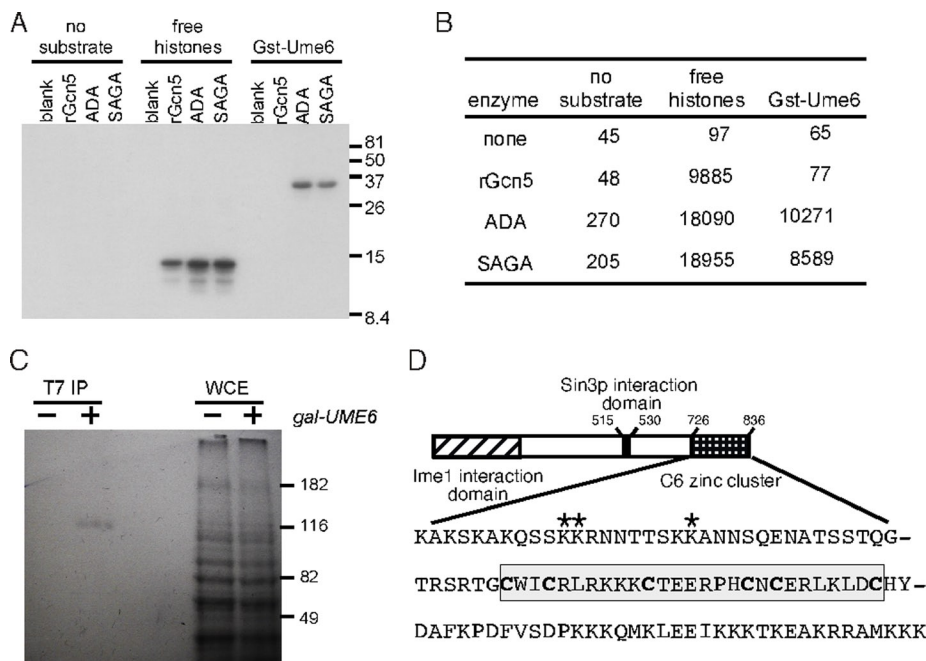 A
no substrate
free histones
Gst-Ume6
blank rGcn5 ADA SAGA blank rGcn5 ADA SAGA blank rGcn5 ADA SAGA
81
50
37
26
15
8.4
B
enzyme no substrate free histones Gst-Ume6
none 45 97 65
rGcn5 48 9885 77
ADA 270 18090 10271
SAGA 205 18955 8589
C
T7 IP WCE
− + − + gal-UME6
182
116
82
49
D
Sin3p interaction
domain
515 530 726 836
Ime1 interaction
domain
C6 zinc cluster
** *
KAKSKAKQSSKKRNNTTSKKANNSQENATSSTQG-
TRSRTGCWICRLRKKKCTEERPHCNCERLKLDCHY-
DAFKPDFVSDPKKKQMKLEEIKKKTKEAKRRAMKKK